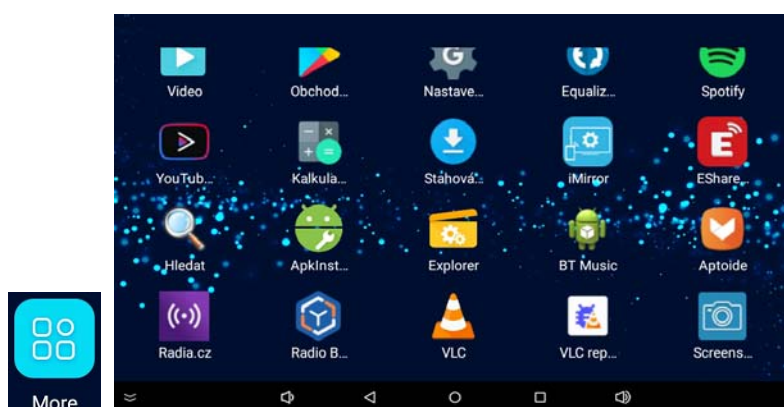 Video Obchod... Nastave... Equaliz... Spotify
YouTub... Kalkula... Stahová... iMirror EShare...
Hledat ApkInst... Explorer BT Music Aptoide
Radia.cz Radio B... VLC VLC rep... Screens...
More